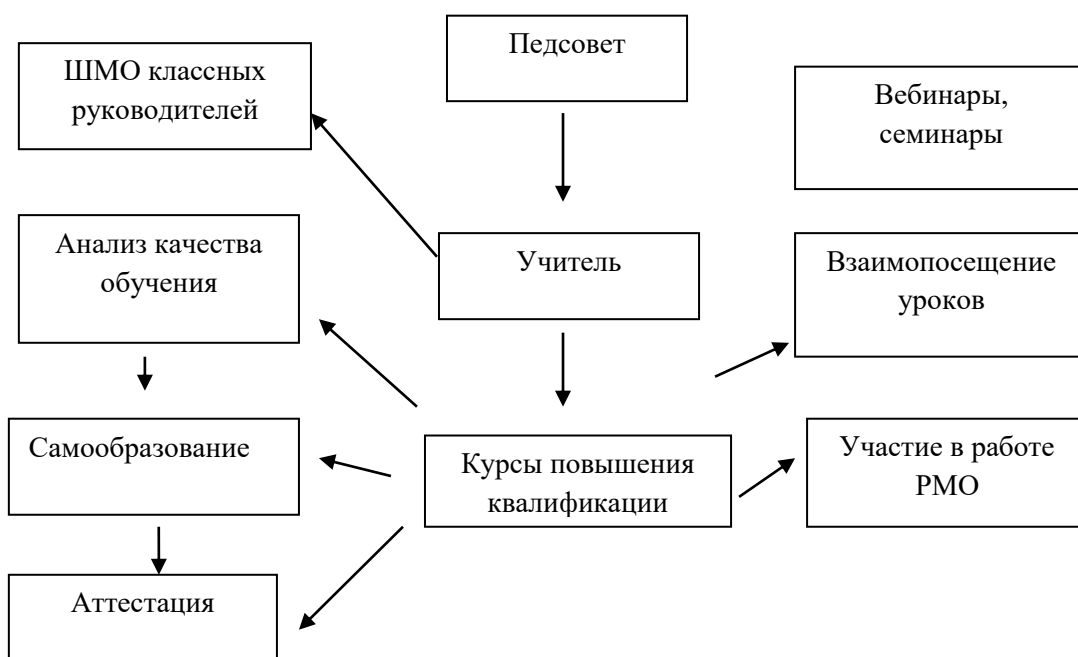 Педсовет
ШМО классных
руководителей
Вебинары,
семинары
Анализ качества
обучения
Учитель
Взаимопосещение
уроков
Самообразование
Курсы повышения
квалификации
Участие в работе
РМО
Аттестация